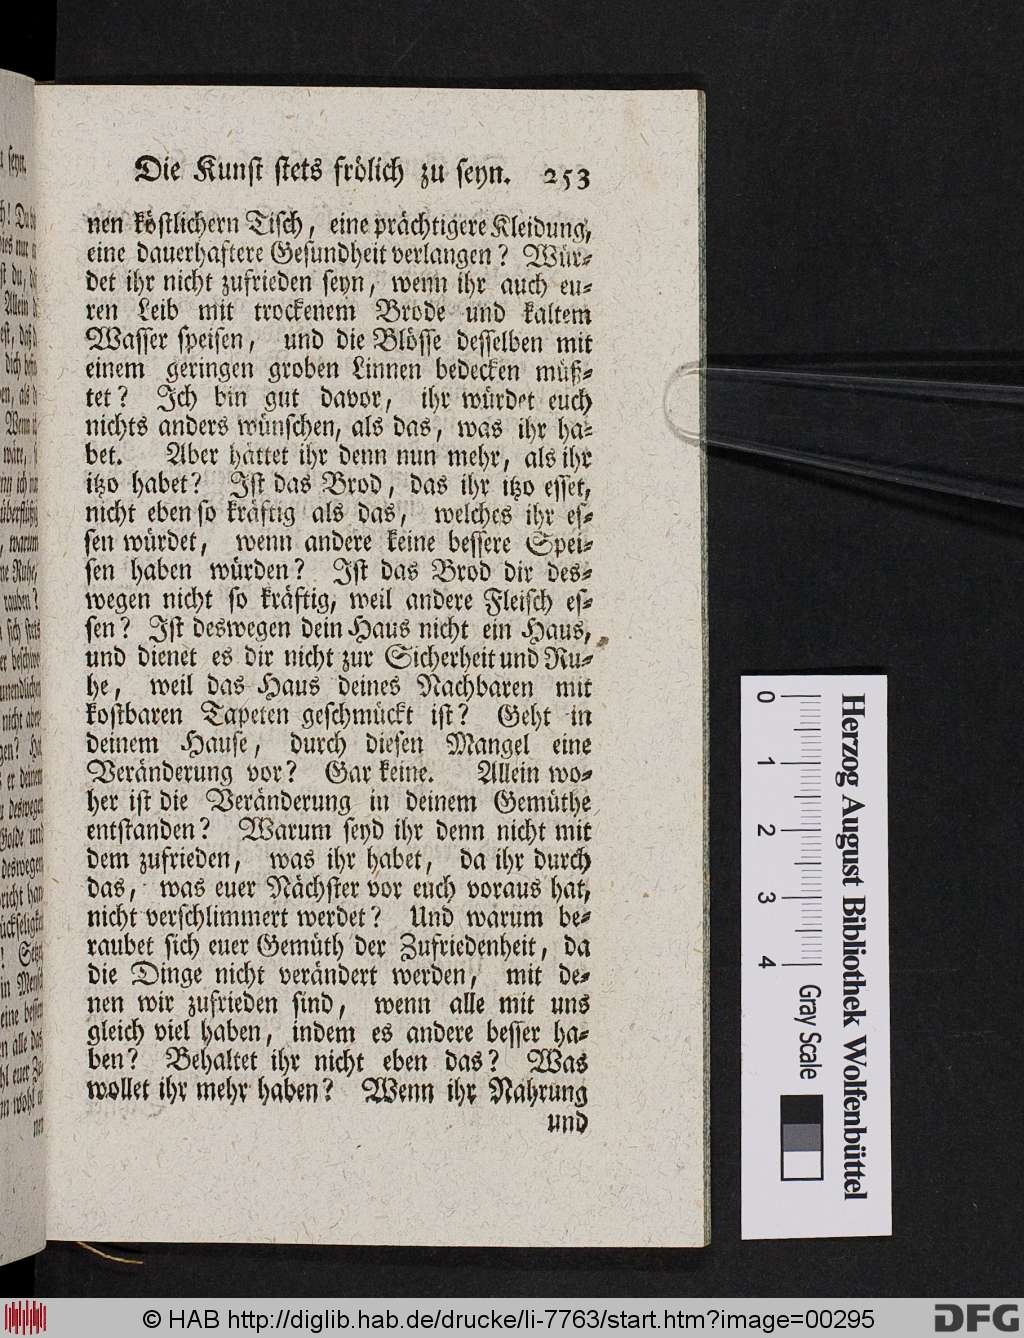 Die Kunst stets frölich zu seyn. 253
nen köstlichern Tisch, eine prächtigere Kleidung,
eine dauerhaftere Gesundheit verlangen? Wür-
det ihr nicht zufrieden seyn, wenn ihr auch eu-
ren Leib mit trockenem Brode und kaltem
Wasser speisen, und die Blösse desselben mit
einem geringen groben Linnen bedecken müß-
tet? Ich bin gut davor, ihr würdet euch
nichts anders wünschen, als das, was ihr ha-
bet. Aber hättet ihr denn nun mehr, als ihr
itzo habet? Ist das Brod, das ihr itzo esset,
nicht eben so kräftig als das, welches ihr es-
sen würdet, wenn andere keine bessere Spei-
sen haben würden? Ist das Brod dir des-
wegen nicht so kräftig, weil andere Fleisch es-
sen? Ist deswegen dein Haus nicht ein Haus,
und dienet es dir nicht zur Sicherheit und Ru-
he, weil das Haus deines Nachbaren mit
kostbaren Tapeten geschmückt ist? Geht in
deinem Hause, durch diesen Mangel eine
Veränderung vor? Gar keine. Allein wo-
her ist die Veränderung in deinem Gemüthe
entstanden? Warum seyd ihr denn nicht mit
dem zufrieden, was ihr habet, da ihr durch
das, was euer Nächster vor euch voraus hat,
nicht verschlimmert werdet? Und warum be-
raubet sich euer Gemüth der Zufriedenheit, da
die Dinge nicht verändert werden, mit de-
nen wir zufrieden sind, wenn alle mit uns
gleich viel haben, indem es andere besser ha-
ben? Behaltet ihr nicht eben das? Was
wollet ihr mehr haben? Wenn ihr Nahrung
und
0 1 2 3 4 Gray Scale
Herzog August Bibliothek Wolfenbüttel
© HAB http://diglib.hab.de/drucke/li-7763/start.htm?image=00295
DFG